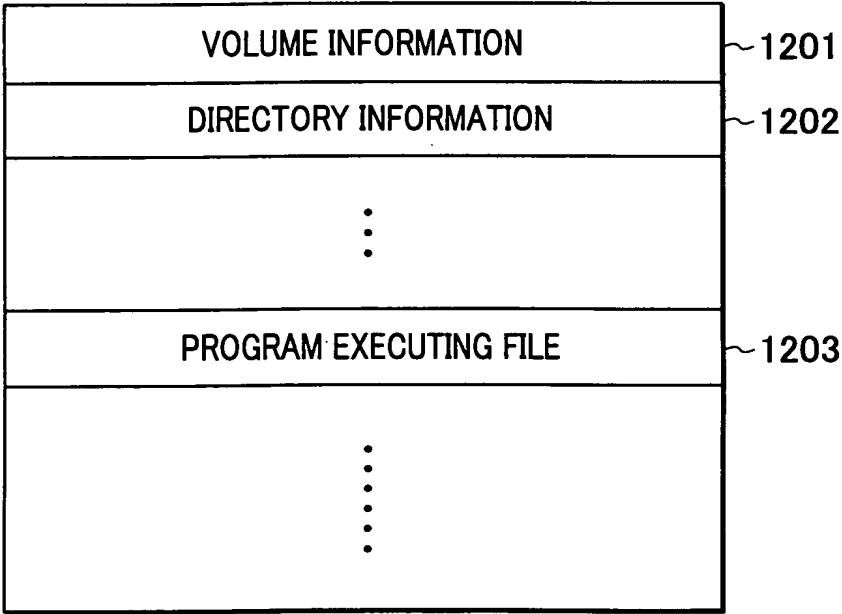 VOLUME INFORMATION 1201
DIRECTORY INFORMATION 1202
PROGRAM EXECUTING FILE 1203